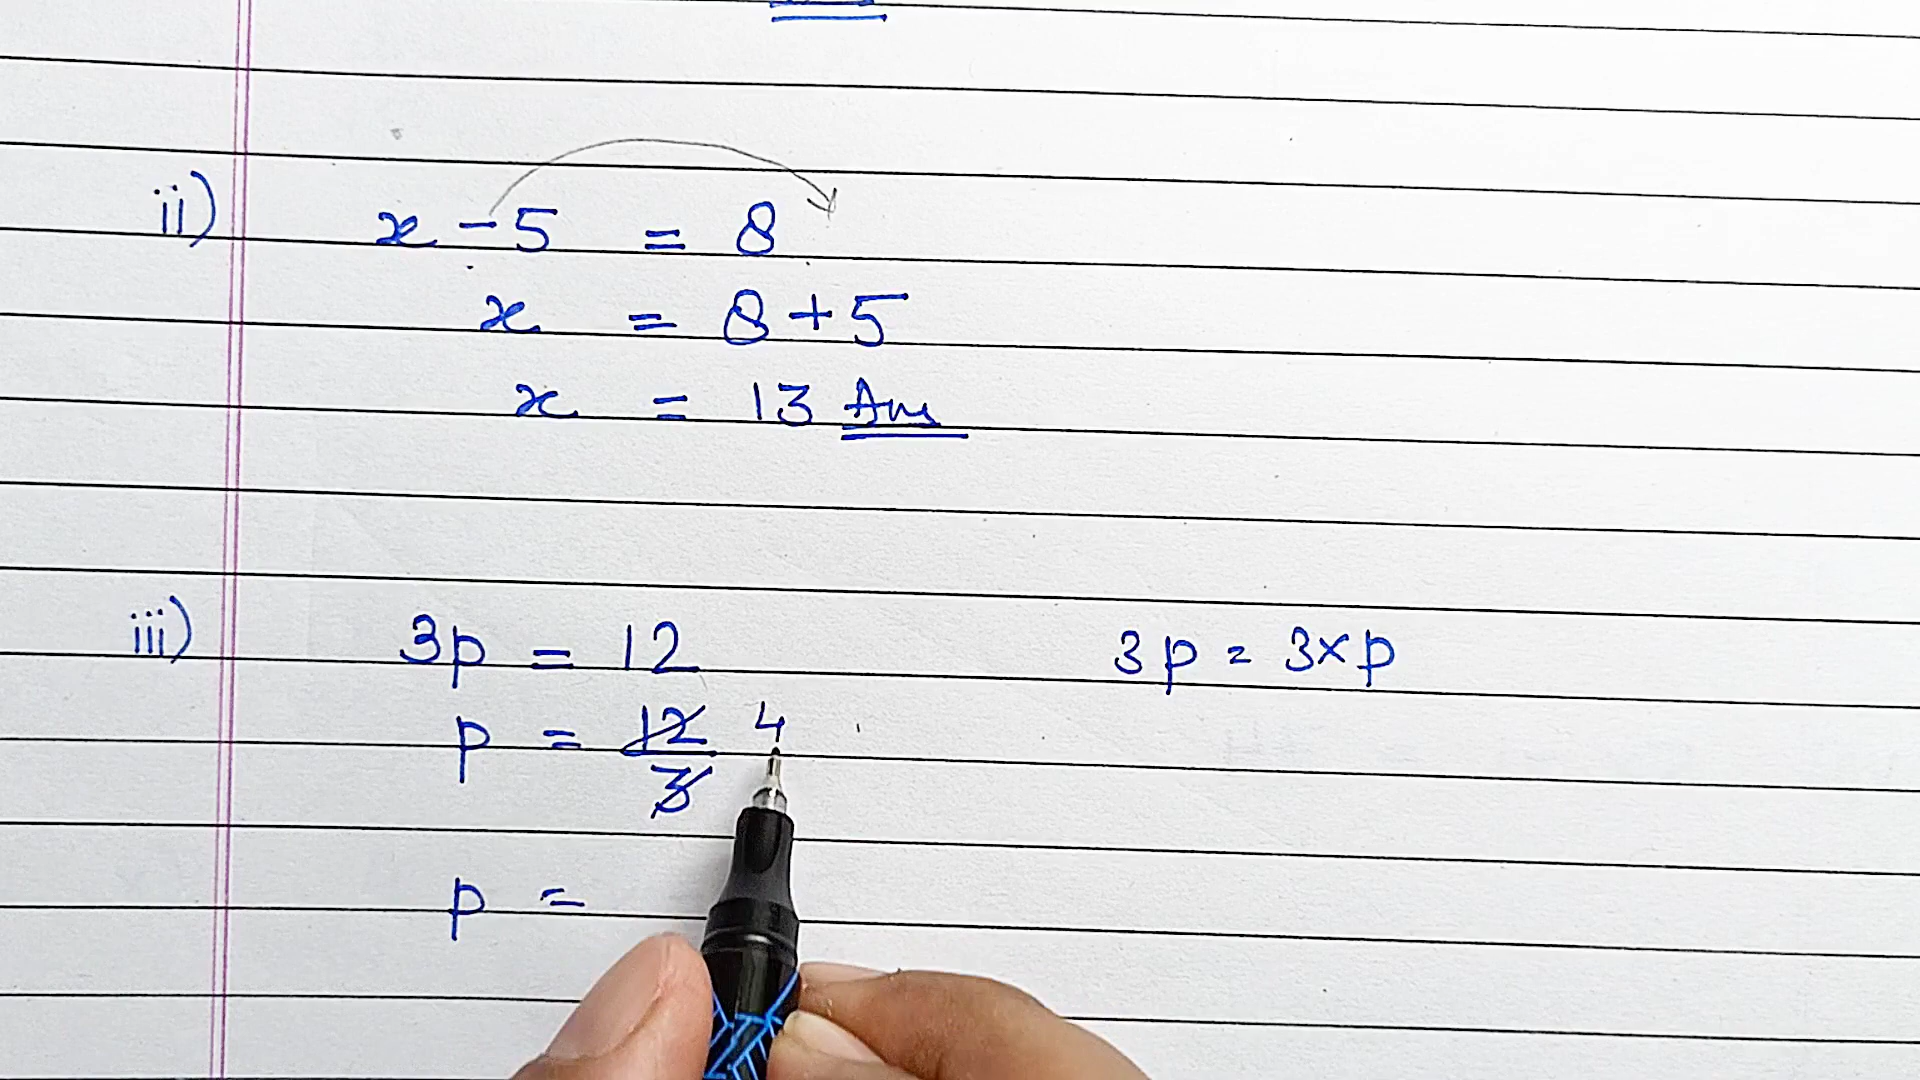 ii) x - 5 = 8
x = 8 + 5
x = 13 Ans
iii) 3p = 12 3p = 3×p
p = 12/3 4
p =